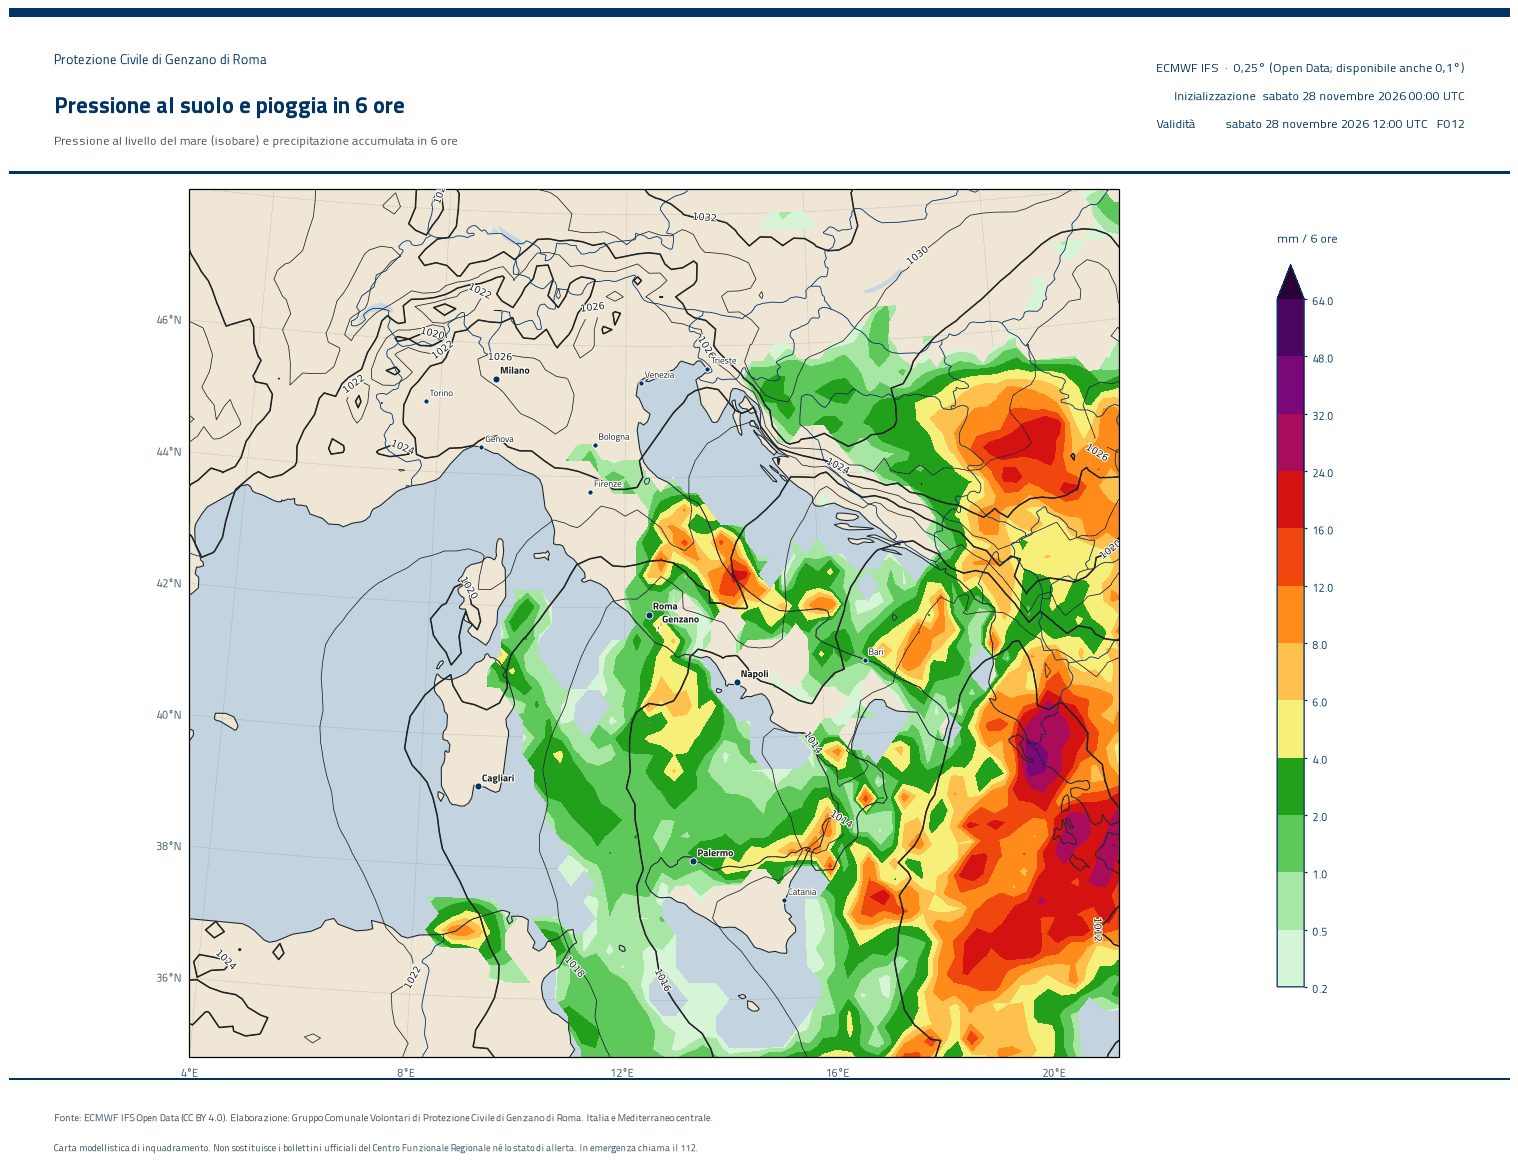 Protezione Civile di Genzano di Roma
Pressione al suolo e pioggia in 6 ore
Pressione al livello del mare (isobare) e precipitazione accumulata in 6 ore
ECMWF IFS · 0,25° (Open Data; disponibile anche 0,1°)
Inizializzazione sabato 28 novembre 2026 00:00 UTC
Validità sabato 28 novembre 2026 12:00 UTC F012
mm / 6 ore
64.0
48.0
32.0
24.0
16.0
12.0
8.0
6.0
4.0
2.0
1.0
0.5
0.2
46°N
44°N
42°N
40°N
38°N
36°N
4°E
8°E
12°E
16°E
20°E
1032
1030
1022
1026
1020
1022
1026
1026
1022
1024
1024
1026
1020
1020
1014
1014
1012
1024
1022
1018
1016
Milano
Torino
Venezia
Trieste
Genova
Bologna
Firenze
Roma
Genzano
Napoli
Bari
Cagliari
Palermo
Catania
Fonte: ECMWF IFS Open Data (CC BY 4.0). Elaborazione: Gruppo Comunale Volontari di Protezione Civile di Genzano di Roma. Italia e Mediterraneo centrale.
Carta modellistica di inquadramento. Non sostituisce i bollettini ufficiali del Centro Funzionale Regionale né lo stato di allerta. In emergenza chiama il 112.